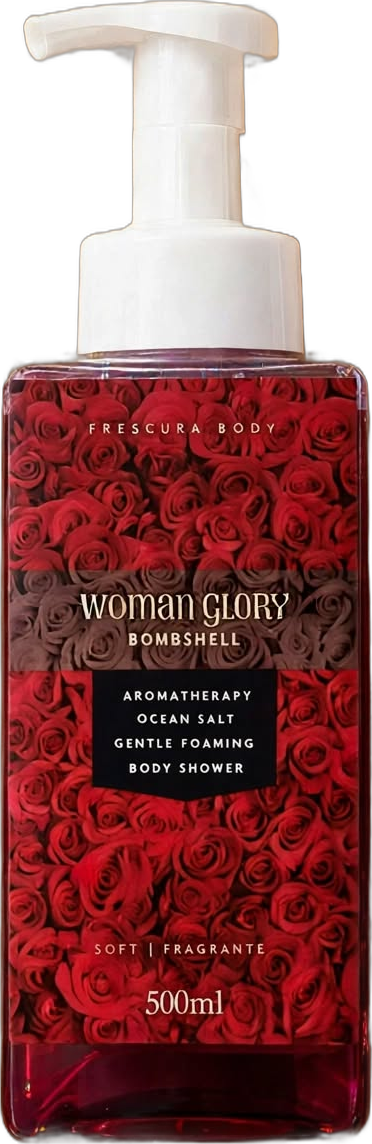 FRESCURA BODY
WOMAN GLORY
BOMBSHELL
AROMATHERAPY
OCEAN SALT
GENTLE FOAMING
BODY SHOWER
SOFT | FRAGRANTE
500ml